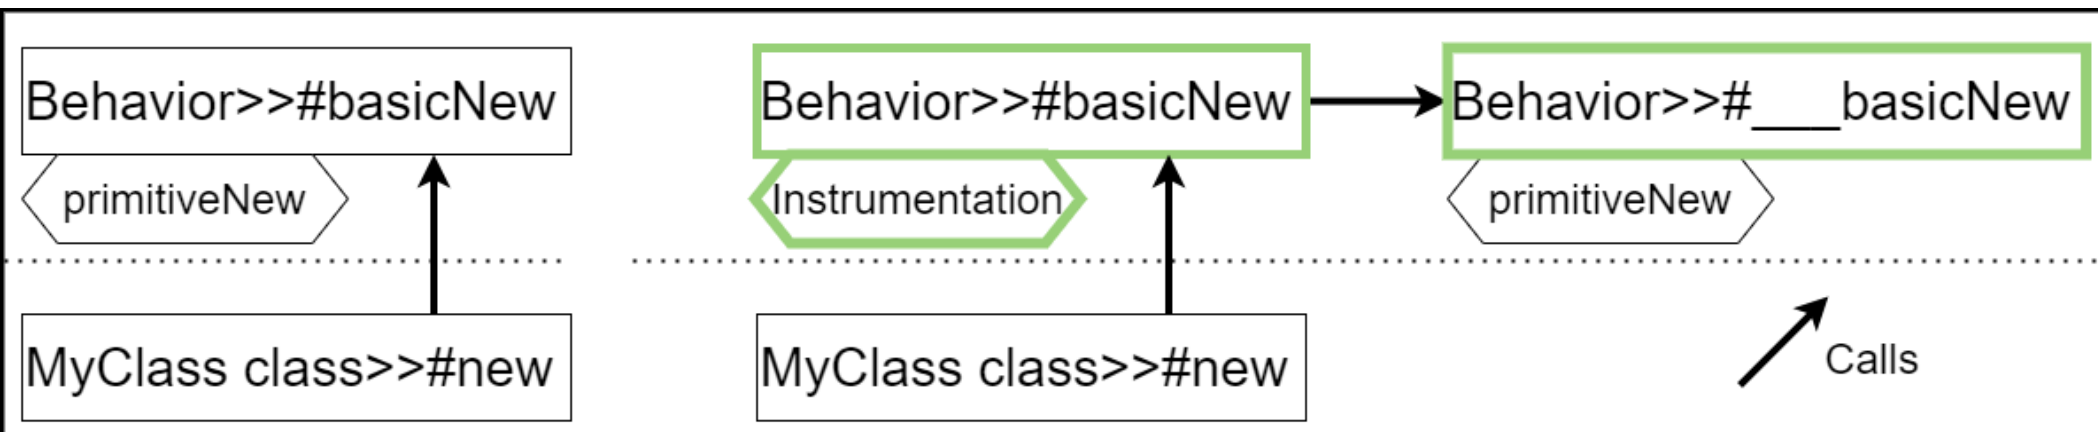 Behavior>>#basicNew
primitiveNew
MyClass class>>#new
Behavior>>#basicNew
Instrumentation
MyClass class>>#new
Behavior>>#___basicNew
primitiveNew
Calls